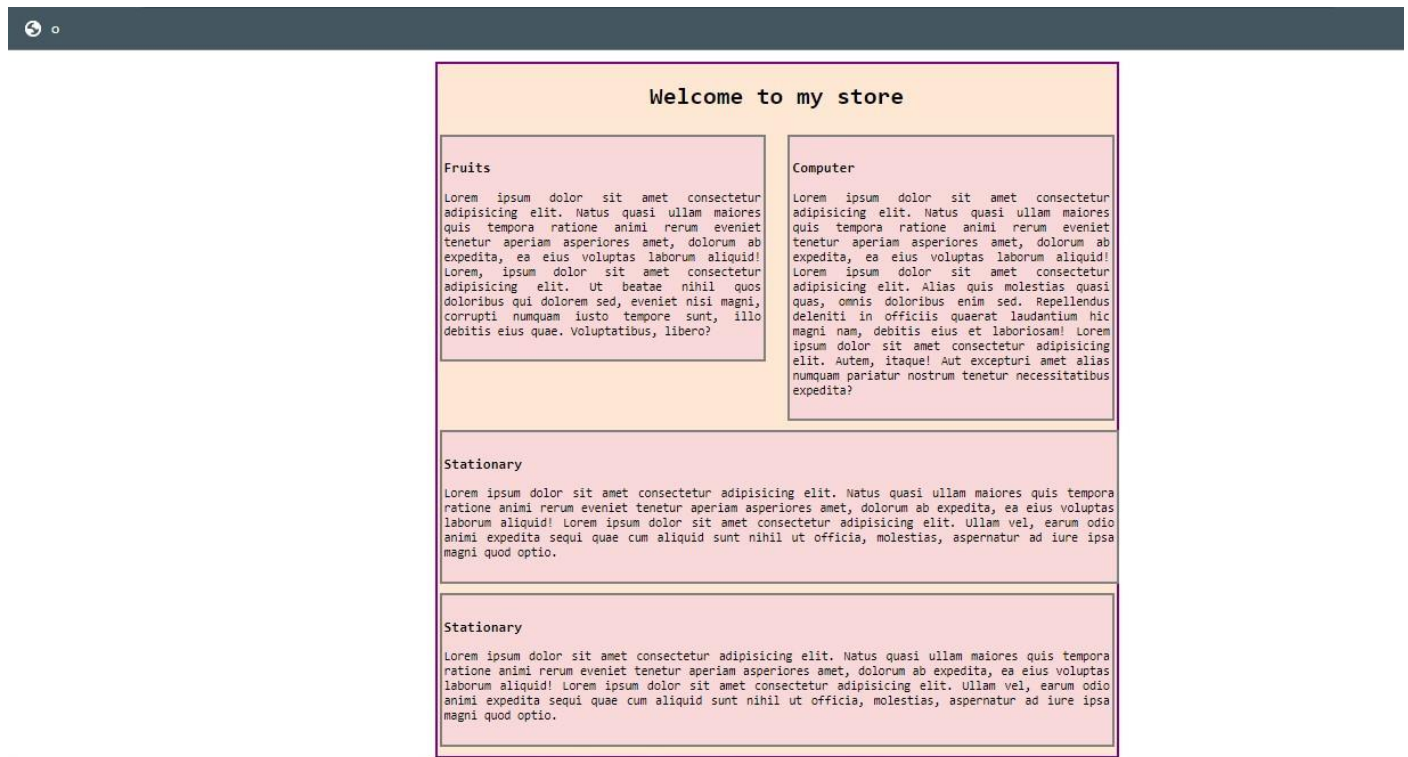 o
Welcome to my store
Fruits
Lorem ipsum dolor sit amet consectetur
adipisicing elit. Natus quasi ullam maiores
quis tempora ratione animi rerum eveniet
tenetur aperiam asperiores amet, dolorum ab
expedita, ea eius voluptas laborum aliquid!
Lorem, ipsum dolor sit amet consectetur
adipisicing elit. Ut beatae nihil quos
doloribus qui dolorem sed, eveniet nisi magni,
corrupti numquam iusto tempore sunt, illo
debitis eius quae. Voluptatibus, libero?
Computer
Lorem ipsum dolor sit amet consectetur
adipisicing elit. Natus quasi ullam maiores
quis tempora ratione animi rerum eveniet
tenetur aperiam asperiores amet, dolorum ab
expedita, ea eius voluptas laborum aliquid!
Lorem ipsum dolor sit amet consectetur
adipisicing elit. Alias quis molestias quasi
quas, omnis doloribus enim sed. Repellendus
deleniti in officiis quaerat laudantium hic
magni nam, debitis eius et laboriosam! Lorem
ipsum dolor sit amet consectetur adipisicing
elit. Autem, itaque! Aut excepturi amet alias
numquam pariatur nostrum tenetur necessitatibus
expedita?
Stationary
Lorem ipsum dolor sit amet consectetur adipisicing elit. Natus quasi ullam maiores quis tempora
ratione animi rerum eveniet tenetur aperiam asperiores amet, dolorum ab expedita, ea eius voluptas
laborum aliquid! Lorem ipsum dolor sit amet consectetur adipisicing elit. Ullam vel, earum odio
animi expedita sequi quae cum aliquid sunt nihil ut officia, molestias, aspernatur ad iure ipsa
magni quod optio.
Stationary
Lorem ipsum dolor sit amet consectetur adipisicing elit. Natus quasi ullam maiores quis tempora
ratione animi rerum eveniet tenetur aperiam asperiores amet, dolorum ab expedita, ea eius voluptas
laborum aliquid! Lorem ipsum dolor sit amet consectetur adipisicing elit. Ullam vel, earum odio
animi expedita sequi quae cum aliquid sunt nihil ut officia, molestias, aspernatur ad iure ipsa
magni quod optio.